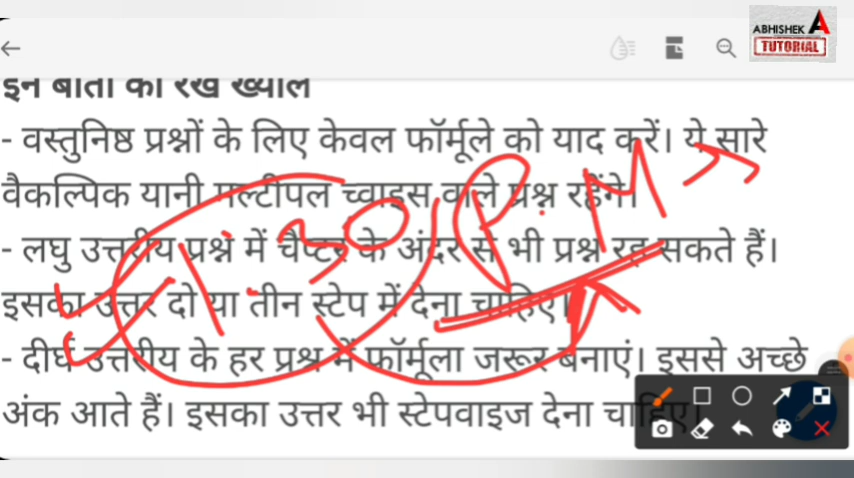 ABHISHEK A
TUTORIAL
इन बातों का रखें ख्याल
- वस्तुनिष्ठ प्रश्नों के लिए केवल फॉर्मूले को याद करें। ये सारे
वैकल्पिक यानी मल्टीपल च्वाइस वाले प्रश्न रहेंगे।
- लघु उत्तरीय प्रश्न में चैप्टर के अंदर से भी प्रश्न रह सकते हैं।
इसका उत्तर दो या तीन स्टेप में देना चाहिए।
- दीर्घ उत्तरीय के हर प्रश्न में फॉर्मूला जरूर बनाएं। इससे अच्छे
अंक आते हैं। इसका उत्तर भी स्टेपवाइज देना चाहिए।
1:30 P.M